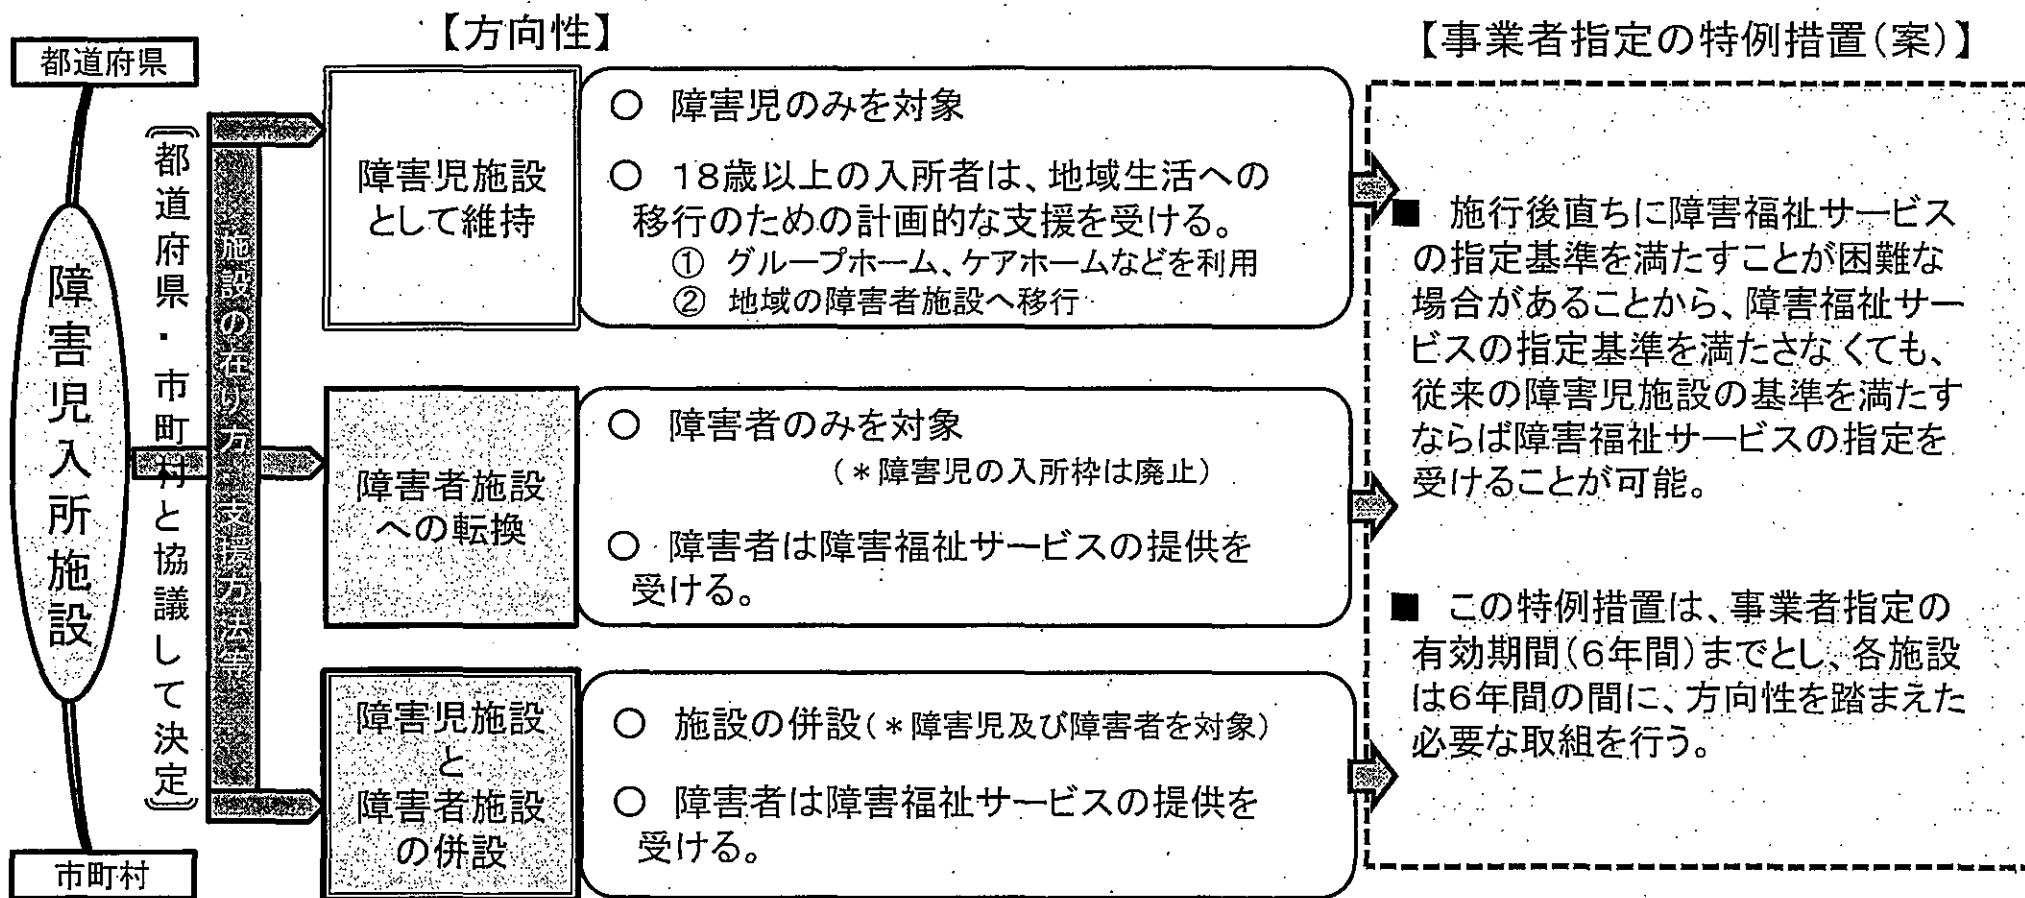 【方向性】
【事業者指定の特例措置(案)】
都道府県
障害児入所施設
市町村
〔都道府県・市町村と協議して決定〕
施設の在り方・支援方法等
障害児施設
として維持
○ 障害児のみを対象
○ 18歳以上の入所者は、地域生活への
移行のための計画的な支援を受ける。
① グループホーム、ケアホームなどを利用
② 地域の障害者施設へ移行
障害者施設
への転換
○ 障害者のみを対象
(＊障害児の入所枠は廃止)
○ 障害者は障害福祉サービスの提供を
受ける。
障害児施設
と
障害者施設
の併設
○ 施設の併設(＊障害児及び障害者を対象)
○ 障害者は障害福祉サービスの提供を
受ける。
■ 施行後直ちに障害福祉サービス
の指定基準を満たすことが困難な
場合があることから、障害福祉サー
ビスの指定基準を満たさなくても、
従来の障害児施設の基準を満たす
ならば障害福祉サービスの指定を
受けることが可能。
■ この特例措置は、事業者指定の
有効期間(6年間)までとし、各施設
は6年間の間に、方向性を踏まえた
必要な取組を行う。